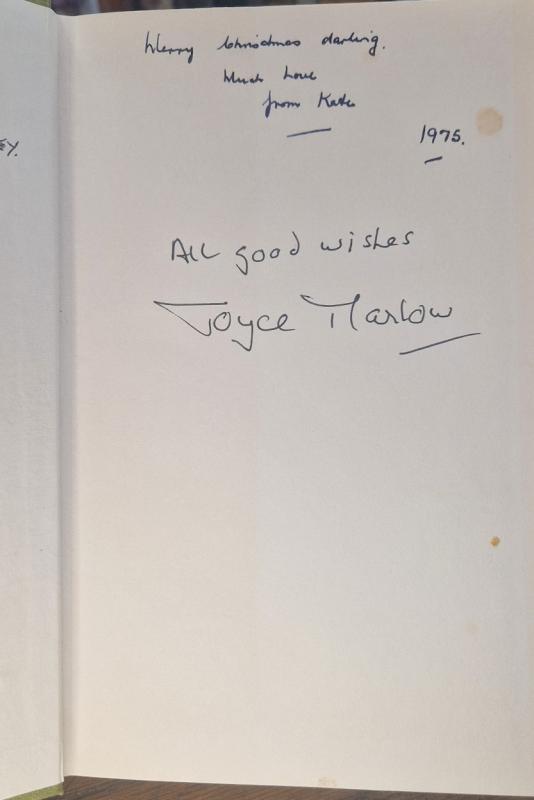 Merry Christmas darling.
Much Love
from Kate
1975.
All good wishes
Joyce Marlow